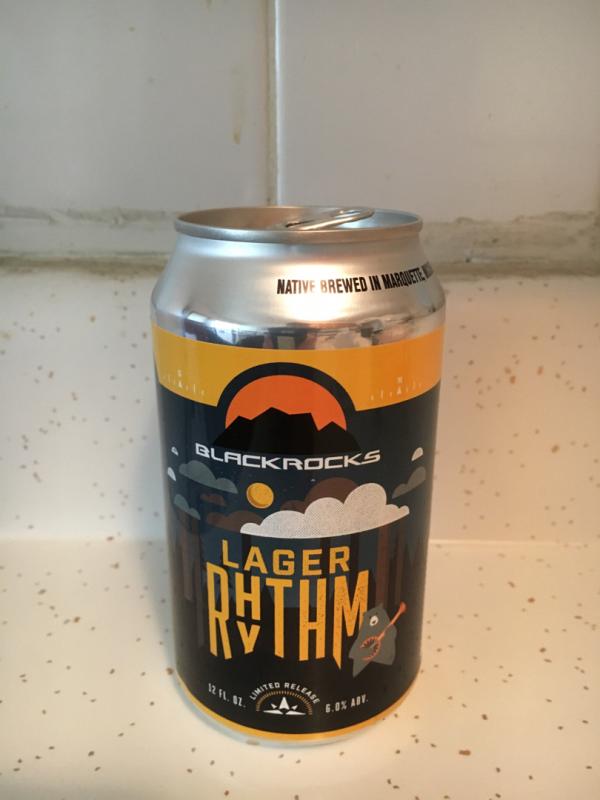 NATIVE BREWED IN MARQUETTE,
BLACKROCKS
LAGER
RHYTHM
LIMITED RELEASE
12 FL. OZ.
6.0% ABV.